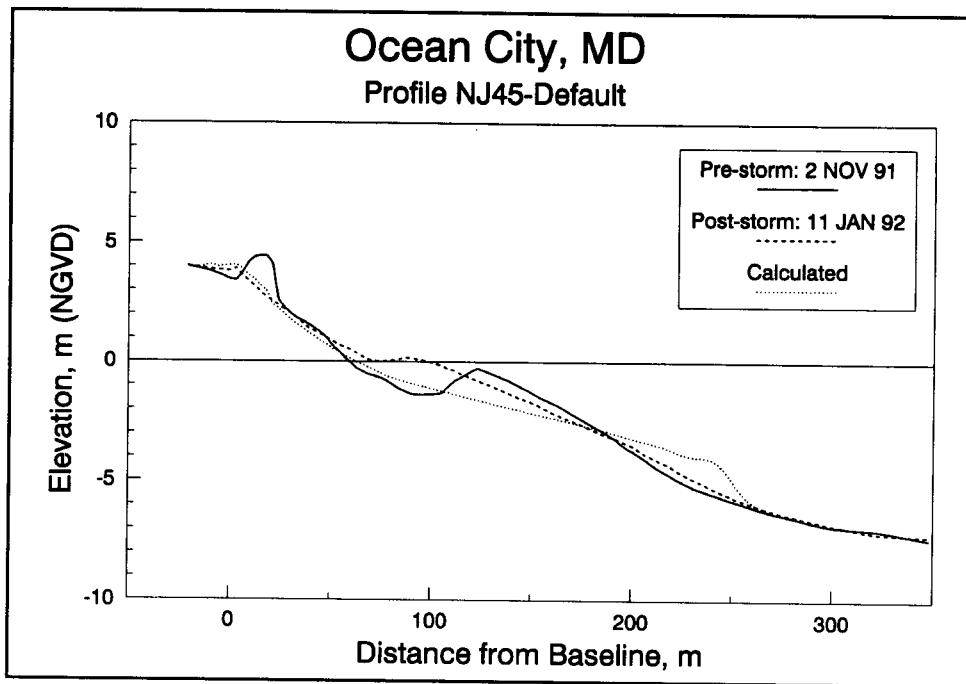 Ocean City, MD
Profile NJ45-Default
10
5
0
-5
-10
Elevation, m (NGVD)
Pre-storm: 2 NOV 91
Post-storm: 11 JAN 92
Calculated
0
100
200
300
Distance from Baseline, m